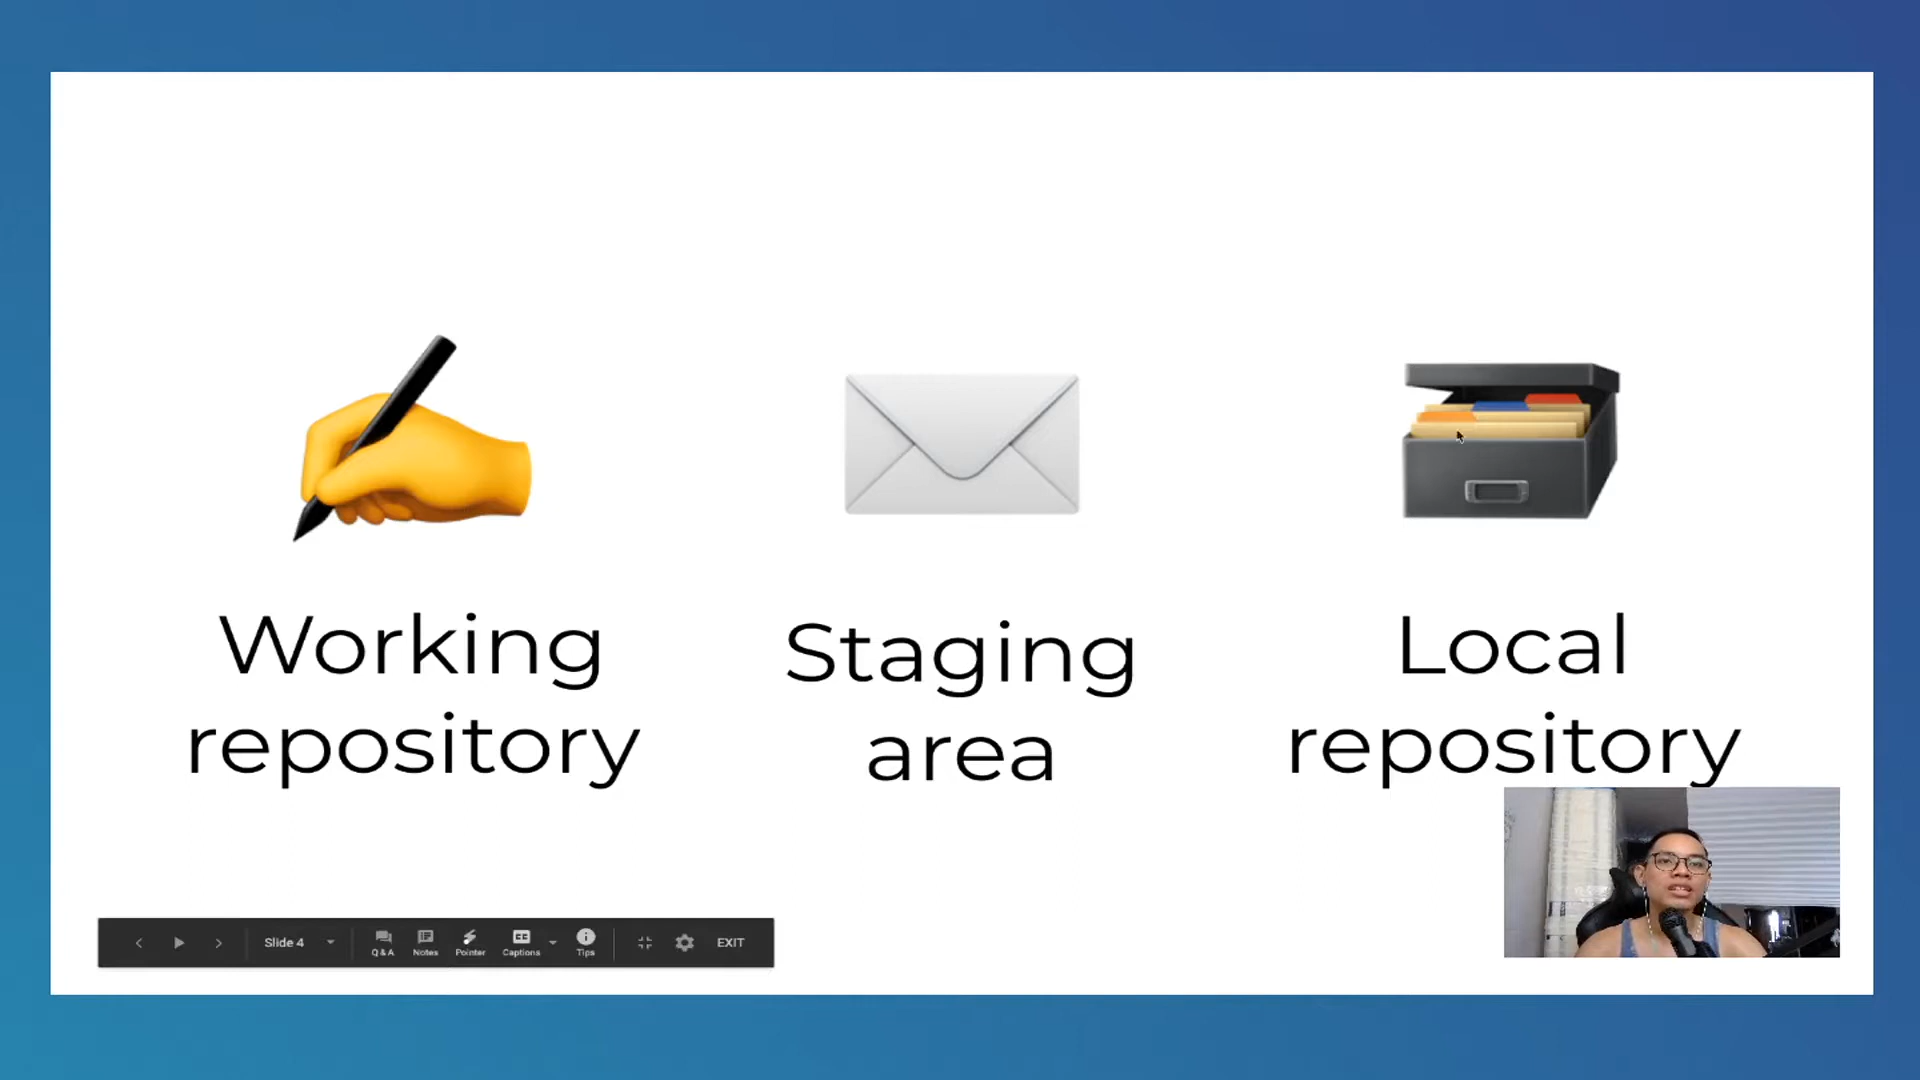 Working
repository
Staging
area
Local
repository
Slide 4
Q&A
Notes
Pointer
Captions
Tips
EXIT